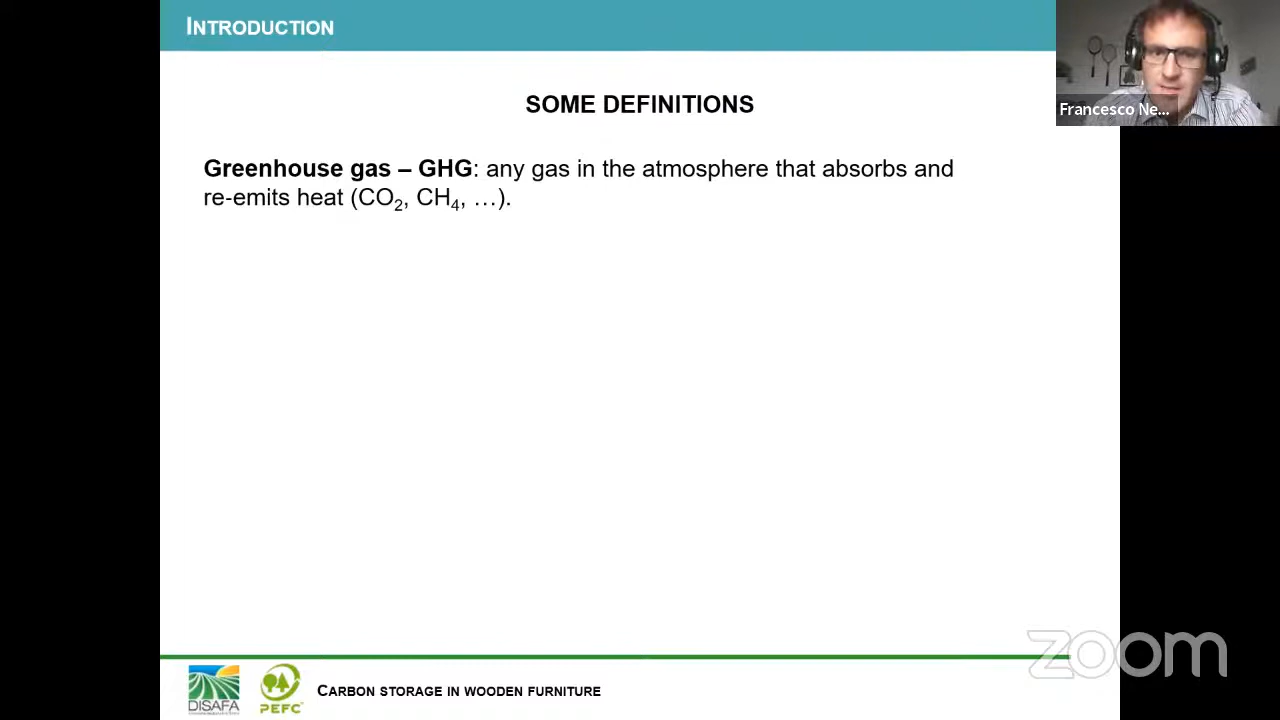 INTRODUCTION
Francesco Ne...
SOME DEFINITIONS
Greenhouse gas – GHG: any gas in the atmosphere that absorbs and
re-emits heat (CO₂, CH₄, …).
zoom
DISAFA
PEFC™
CARBON STORAGE IN WOODEN FURNITURE